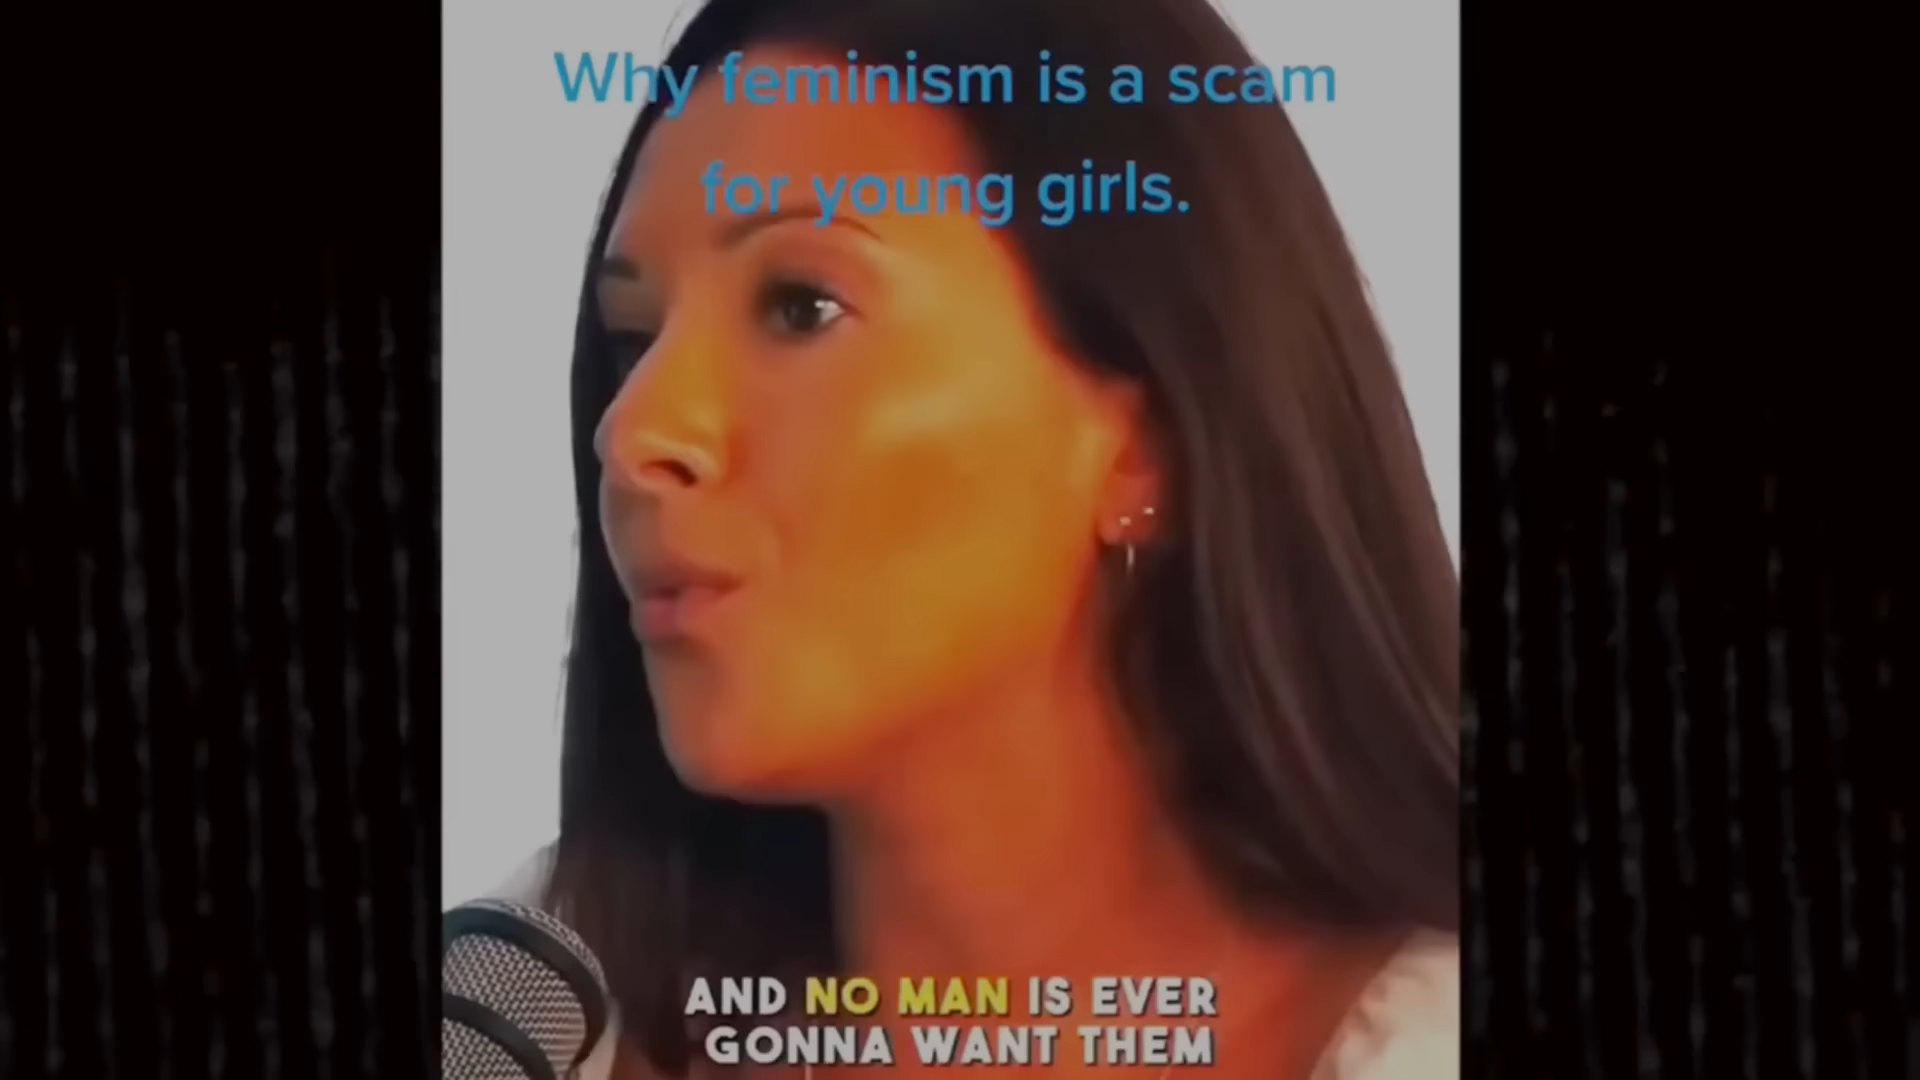 Why feminism is a scam
for young girls.
AND NO MAN IS EVER
GONNA WANT THEM